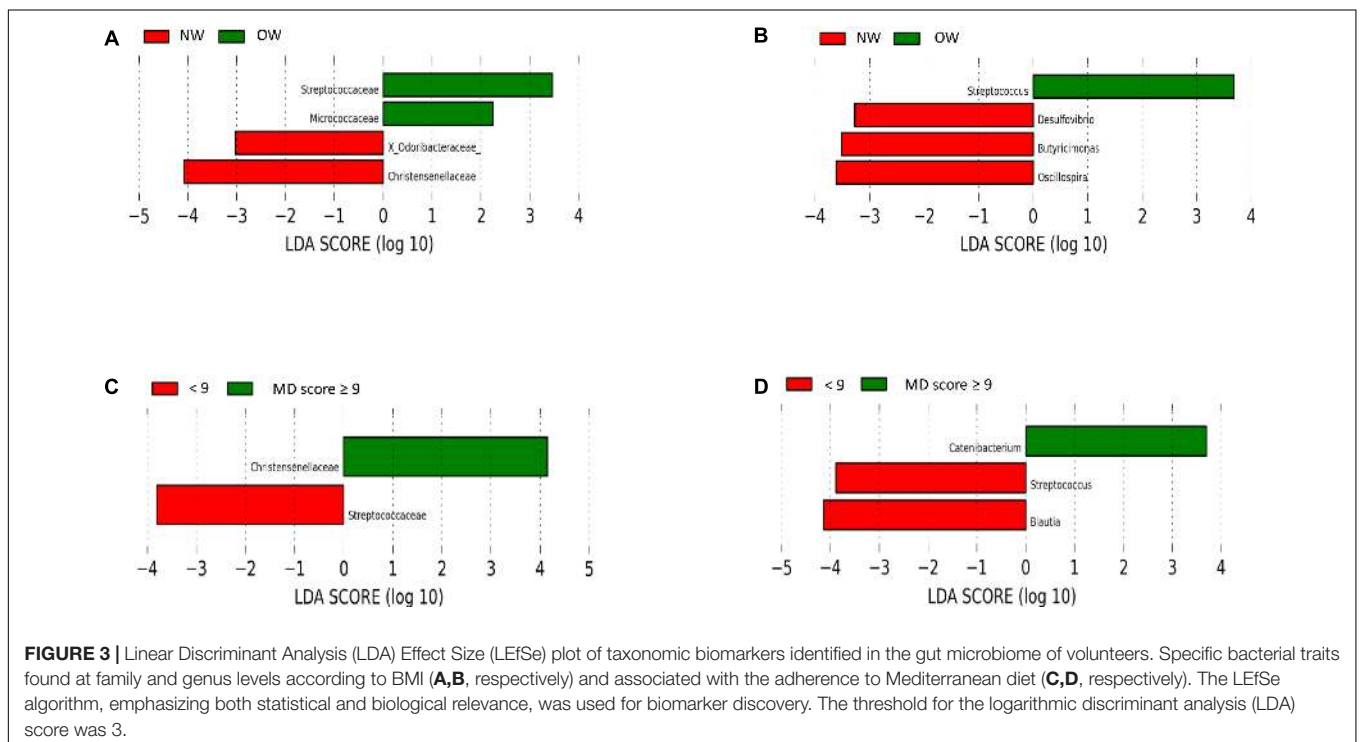 A NW OW
Streptococcaceae
Micrococcaceae
X_Odoribacteraceae_
Christensenellaceae
−5 −4 −3 −2 −1 0 1 2 3 4
LDA SCORE (log 10)
B NW OW
Streptococcus
Desulfovibrio
Butyricimonas
Oscillospira
−4 −3 −2 −1 0 1 2 3 4
LDA SCORE (log 10)
C < 9 MD score ≥ 9
Christensenellaceae
Streptococcaceae
−4 −3 −2 −1 0 1 2 3 4 5
LDA SCORE (log 10)
D < 9 MD score ≥ 9
Catenibacterium
Streptococcus
Blautia
−5 −4 −3 −2 −1 0 1 2 3 4
LDA SCORE (log 10)
FIGURE 3 | Linear Discriminant Analysis (LDA) Effect Size (LEfSe) plot of taxonomic biomarkers identified in the gut microbiome of volunteers. Specific bacterial traits
found at family and genus levels according to BMI (A,B, respectively) and associated with the adherence to Mediterranean diet (C,D, respectively). The LEfSe
algorithm, emphasizing both statistical and biological relevance, was used for biomarker discovery. The threshold for the logarithmic discriminant analysis (LDA)
score was 3.